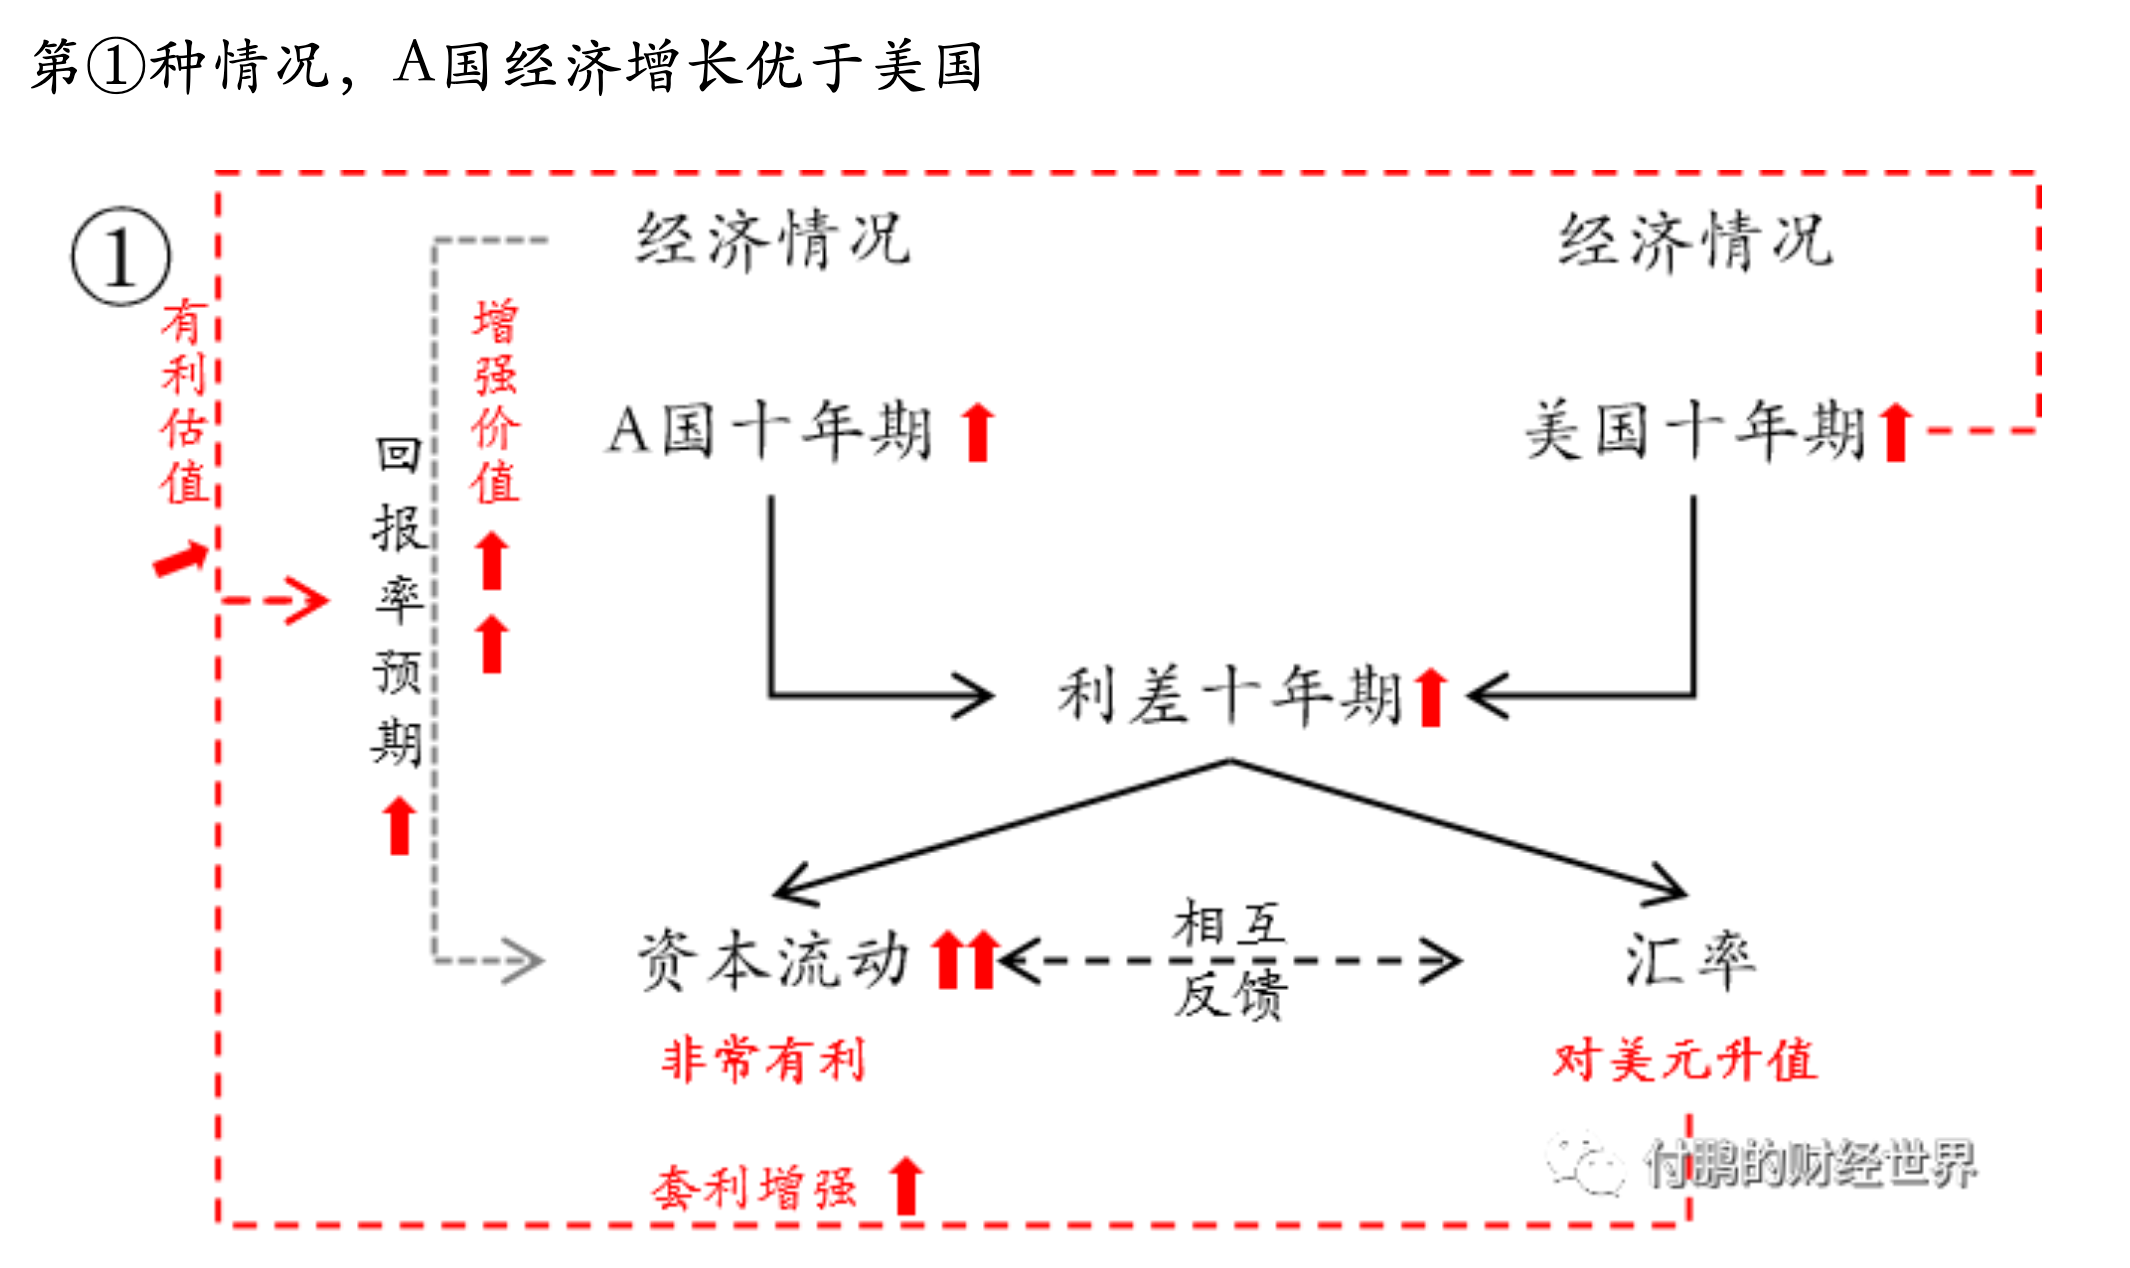 第①种情况，A国经济增长优于美国
①
经济情况
经济情况
有利估值
增强价值
回报率预期
A国十年期
美国十年期
利差十年期
资本流动
相互
反馈
汇率
非常有利
对美元升值
套利增强
付鹏的财经世界